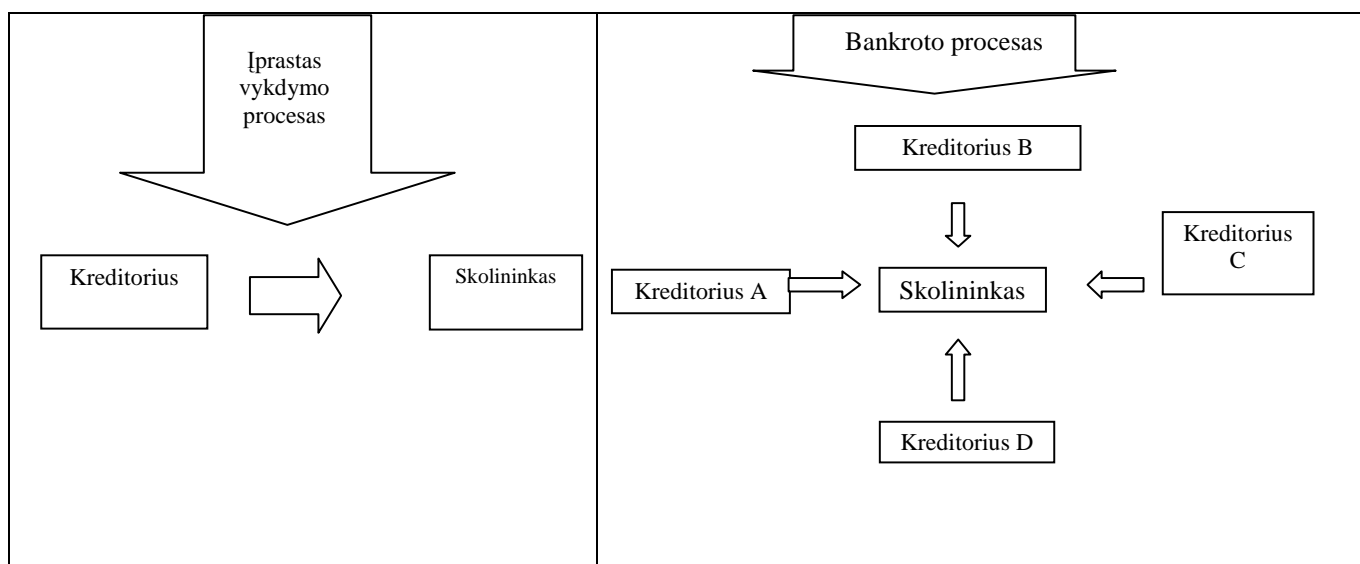 Įprastas
vykdymo
procesas
Kreditorius
Skolininkas
Bankroto procesas
Kreditorius B
Kreditorius
C
Kreditorius A
Skolininkas
Kreditorius D